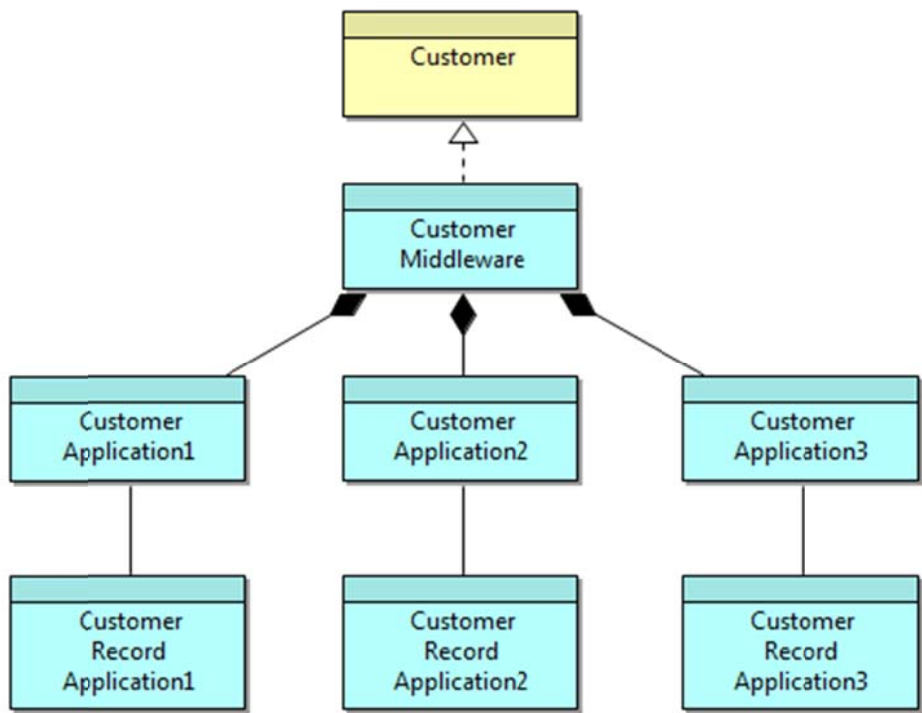 Customer
Customer
Middleware
Customer
Application1
Customer
Application2
Customer
Application3
Customer
Record
Application1
Customer
Record
Application2
Customer
Record
Application3